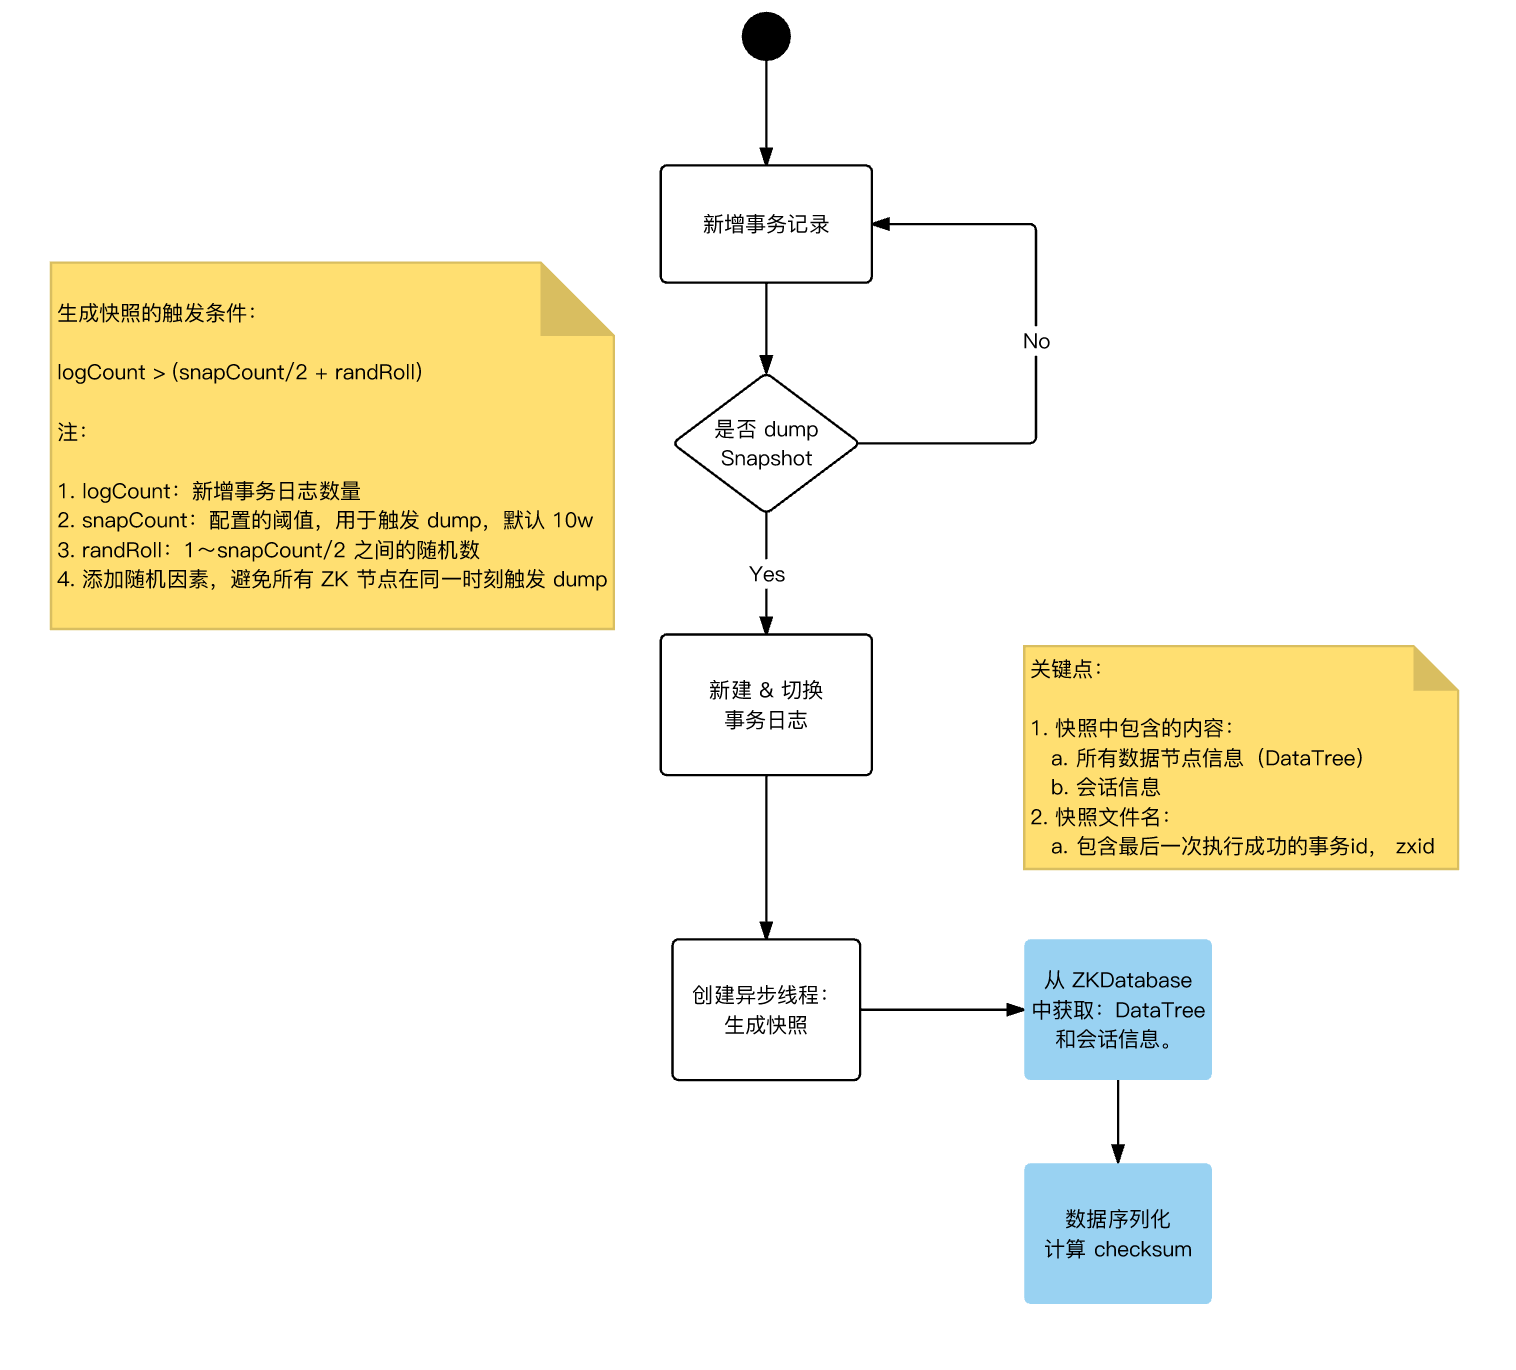 新增事务记录
生成快照的触发条件：
logCount > (snapCount/2 + randRoll)
注：
1. logCount：新增事务日志数量
2. snapCount：配置的阈值，用于触发 dump，默认 10w
3. randRoll：1～snapCount/2 之间的随机数
4. 添加随机因素，避免所有 ZK 节点在同一时刻触发 dump
No
是否 dump
Snapshot
Yes
新建 & 切换
事务日志
关键点：
1. 快照中包含的内容：
a. 所有数据节点信息（DataTree）
b. 会话信息
2. 快照文件名：
a. 包含最后一次执行成功的事务id， zxid
创建异步线程：
生成快照
从 ZKDatabase
中获取：DataTree
和会话信息。
数据序列化
计算 checksum